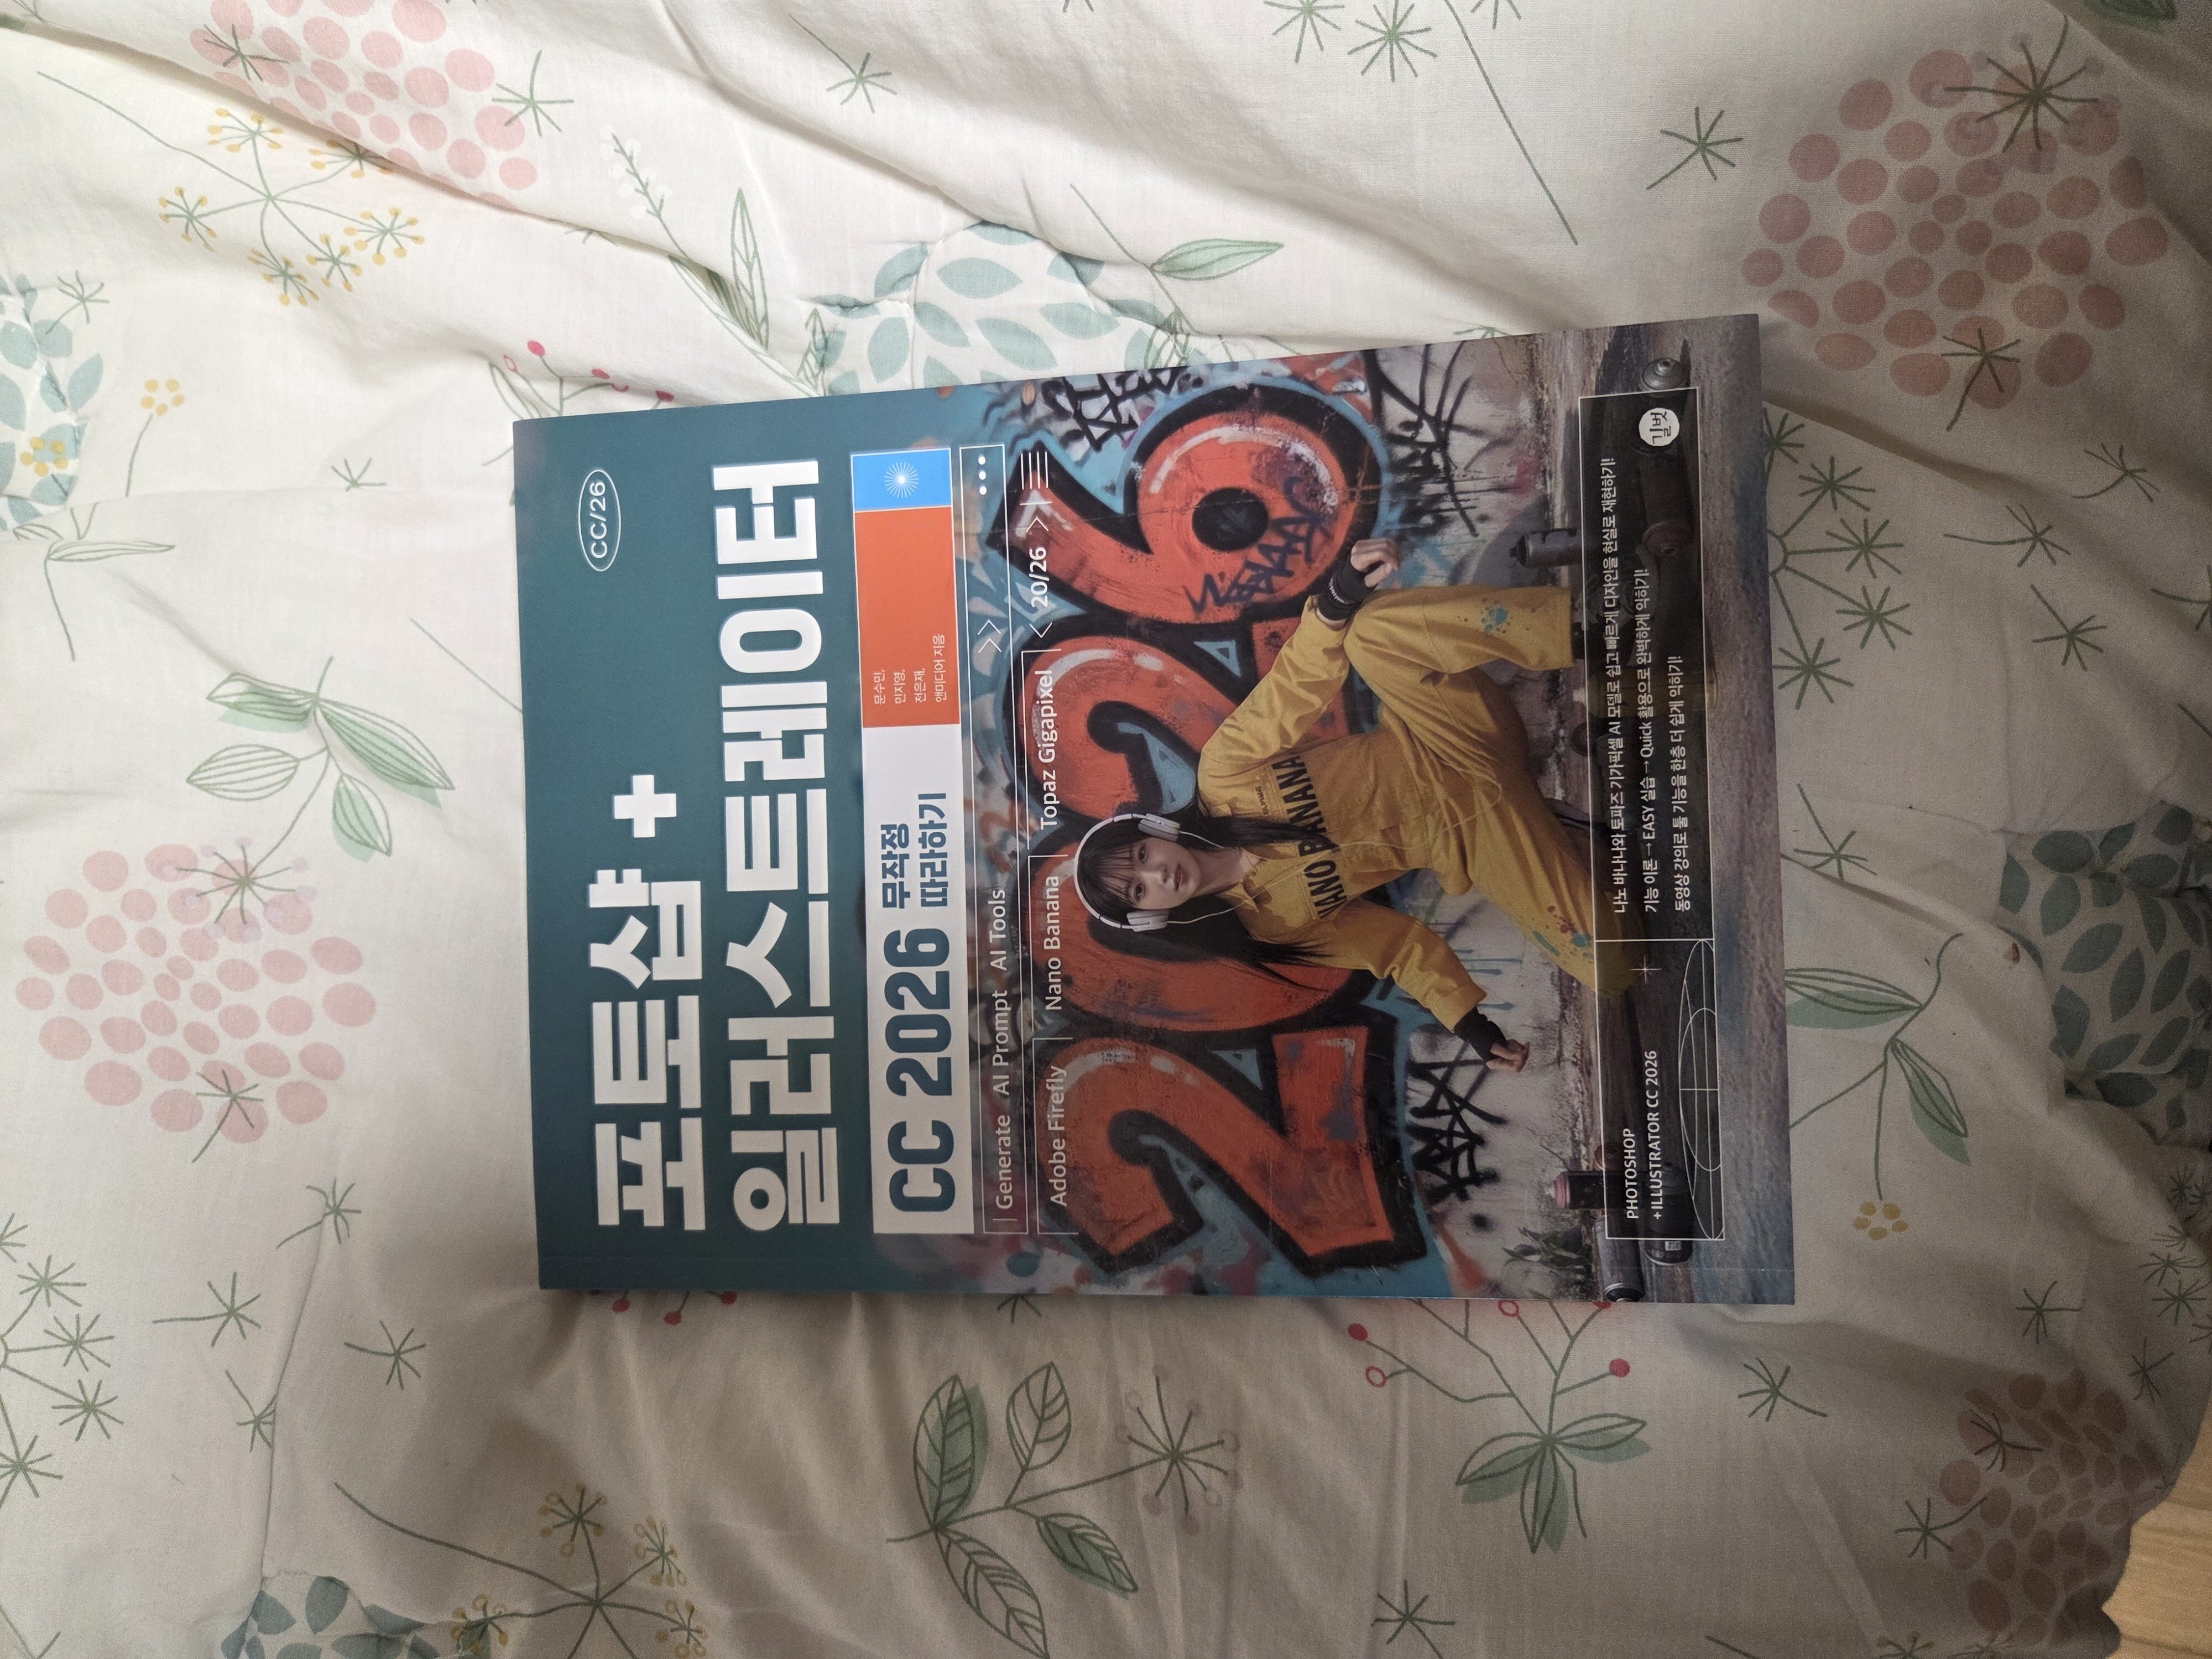 CC/26
포토샵 +
일러스트레이터
CC 2026 무작정 따라하기
문수민,
민지영,
전은재,
앤미디어 지음
Generate AI Prompt AI Tools >>
Adobe Firefly Nano Banana Topaz Gigapixel < 20/26 >
2026
NANO BANANA
PHOTOSHOP
+ILLUSTRATOR CC 2026
나노 바나나와 토파즈 기가픽셀 AI 모델로 쉽고 빠르게 디자인을 현실로 재현하기!
기능 이론 → EASY 실습 → Quick 활용으로 완벽하게 익히기!
동영상 강의로 툴 기능을 한층 더 쉽게 익히기!
길벗